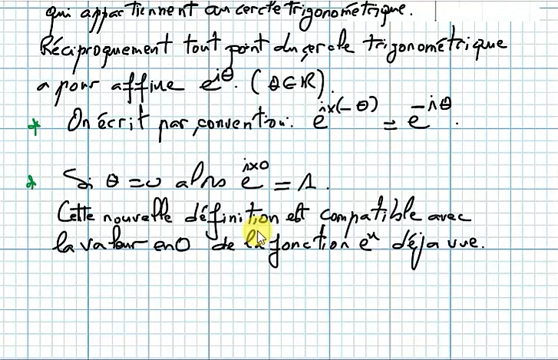 qui appartiennent au cercle trigonométrique.
Réciproquement tout point du cercle trigonométrique
a pour affixe e^{iθ}. (θ∈ℝ).
* On écrit par convention: e^{i×(-θ)} = e^{-iθ}.
* Si θ=0 alors e^{i×0} = 1.
Cette nouvelle définition est compatible avec
la valeur en 0 de la fonction e^x déjà vue.